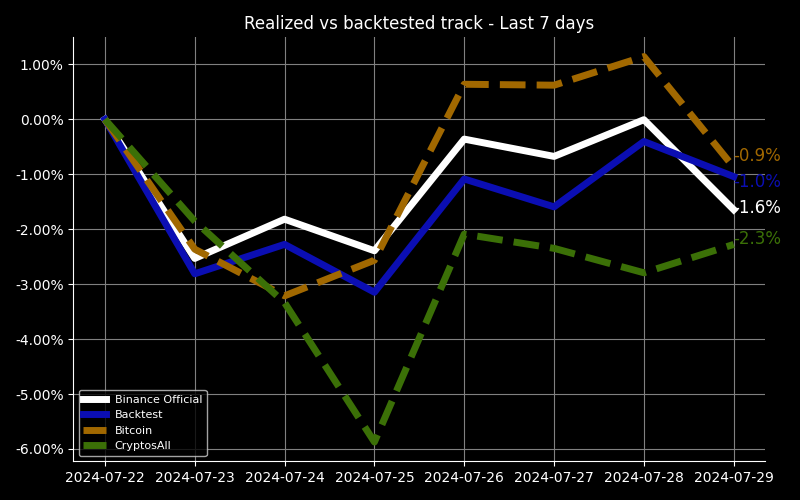 Realized vs backtested track - Last 7 days
1.00%
0.00%
-1.00%
-2.00%
-3.00%
-4.00%
-5.00%
-6.00%
-0.9%
-1.0%
-1.6%
-2.3%
Binance Official
Backtest
Bitcoin
CryptosAll
2024-07-22 2024-07-23 2024-07-24 2024-07-25 2024-07-26 2024-07-27 2024-07-28 2024-07-29